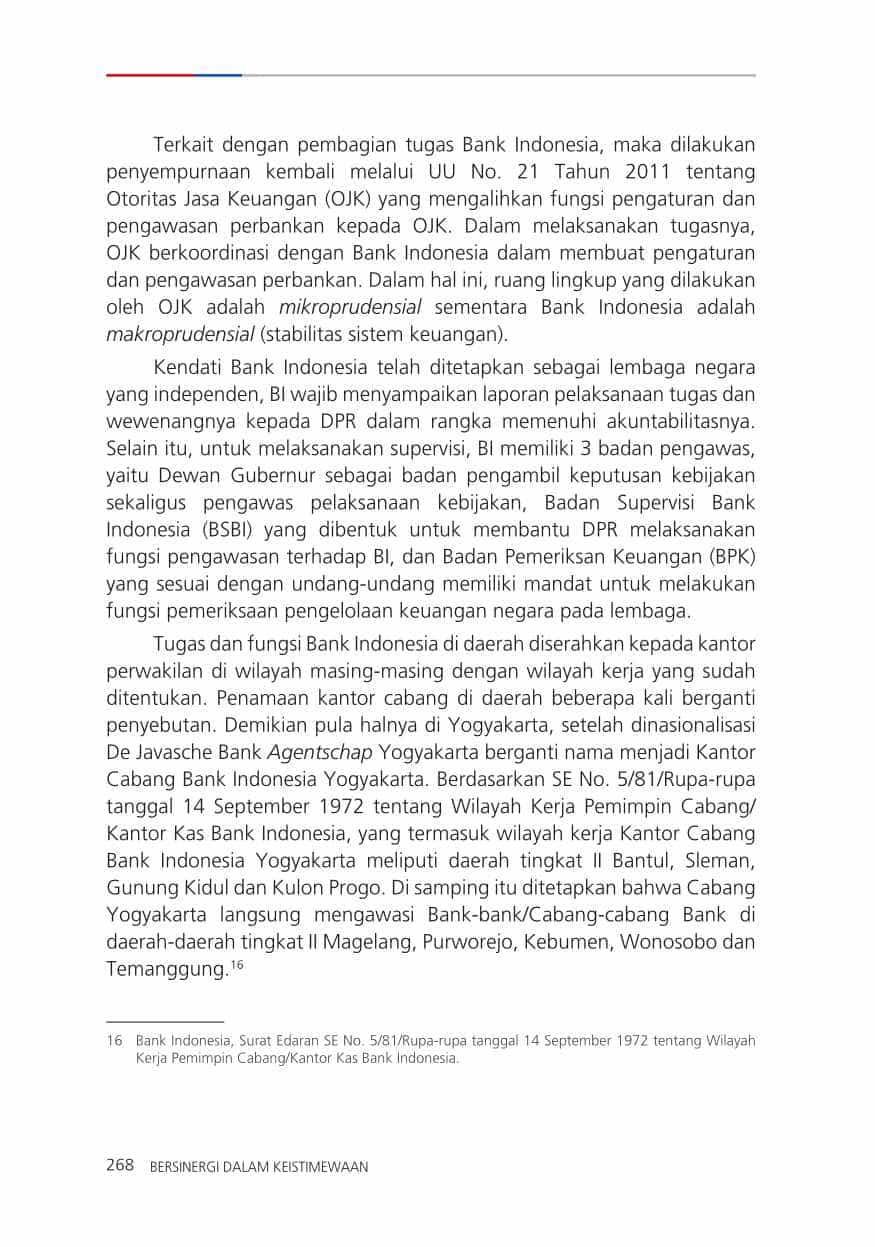 Terkait dengan pembagian tugas Bank Indonesia, maka dilakukan
penyempurnaan kembali melalui UU No. 21 Tahun 2011 tentang
Otoritas Jasa Keuangan (OJK) yang mengalihkan fungsi pengaturan dan
pengawasan perbankan kepada OJK. Dalam melaksanakan tugasnya,
OJK berkoordinasi dengan Bank Indonesia dalam membuat pengaturan
dan pengawasan perbankan. Dalam hal ini, ruang lingkup yang dilakukan
oleh OJK adalah mikroprudensial sementara Bank Indonesia adalah
makroprudensial (stabilitas sistem keuangan).
Kendati Bank Indonesia telah ditetapkan sebagai lembaga negara
yang independen, BI wajib menyampaikan laporan pelaksanaan tugas dan
wewenangnya kepada DPR dalam rangka memenuhi akuntabilitasnya.
Selain itu, untuk melaksanakan supervisi, BI memiliki 3 badan pengawas,
yaitu Dewan Gubernur sebagai badan pengambil keputusan kebijakan
sekaligus pengawas pelaksanaan kebijakan, Badan Supervisi Bank
Indonesia (BSBI) yang dibentuk untuk membantu DPR melaksanakan
fungsi pengawasan terhadap BI, dan Badan Pemeriksan Keuangan (BPK)
yang sesuai dengan undang-undang memiliki mandat untuk melakukan
fungsi pemeriksaan pengelolaan keuangan negara pada lembaga.
Tugas dan fungsi Bank Indonesia di daerah diserahkan kepada kantor
perwakilan di wilayah masing-masing dengan wilayah kerja yang sudah
ditentukan. Penamaan kantor cabang di daerah beberapa kali berganti
penyebutan. Demikian pula halnya di Yogyakarta, setelah dinasionalisasi
De Javasche Bank Agentschap Yogyakarta berganti nama menjadi Kantor
Cabang Bank Indonesia Yogyakarta. Berdasarkan SE No. 5/81/Rupa-rupa
tanggal 14 September 1972 tentang Wilayah Kerja Pemimpin Cabang/
Kantor Kas Bank Indonesia, yang termasuk wilayah kerja Kantor Cabang
Bank Indonesia Yogyakarta meliputi daerah tingkat II Bantul, Sleman,
Gunung Kidul dan Kulon Progo. Di samping itu ditetapkan bahwa Cabang
Yogyakarta langsung mengawasi Bank-bank/Cabang-cabang Bank di
daerah-daerah tingkat II Magelang, Purworejo, Kebumen, Wonosobo dan
Temanggung.16
16 Bank Indonesia, Surat Edaran SE No. 5/81/Rupa-rupa tanggal 14 September 1972 tentang Wilayah
Kerja Pemimpin Cabang/Kantor Kas Bank Indonesia.
268 BERSINERGI DALAM KEISTIMEWAAN